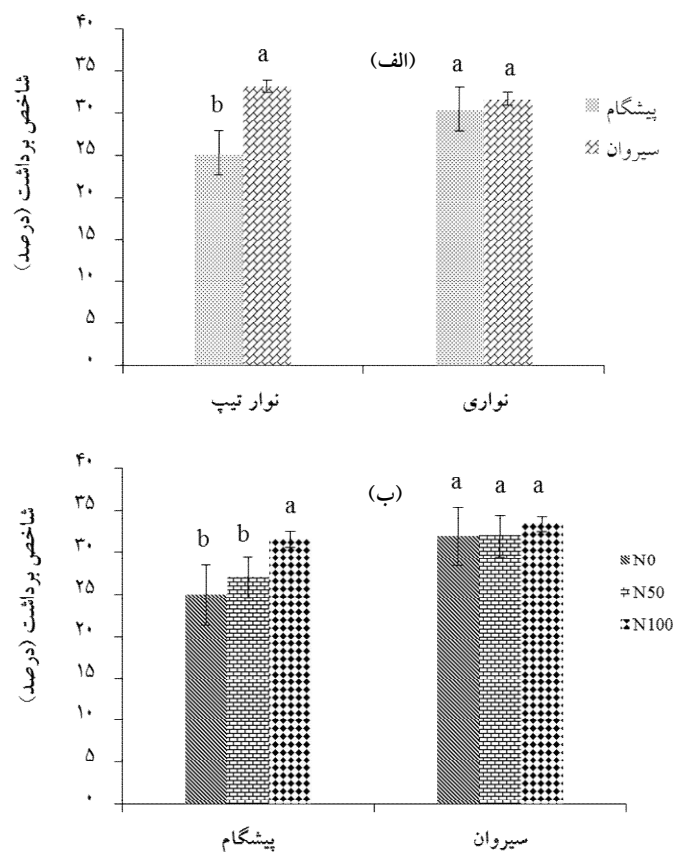 شاخص برداشت (درصد)
۴۰
۳۵
۳۰
۲۵
۲۰
۱۵
۱۰
۵
۰
(الف)
b
a
a
a
پیشگام
سیروان
نوار تیپ
نواری
شاخص برداشت (درصد)
۴۰
۳۵
۳۰
۲۵
۲۰
۱۵
۱۰
۵
۰
(ب)
b
b
a
a
a
a
N0
N50
N100
پیشگام
سیروان